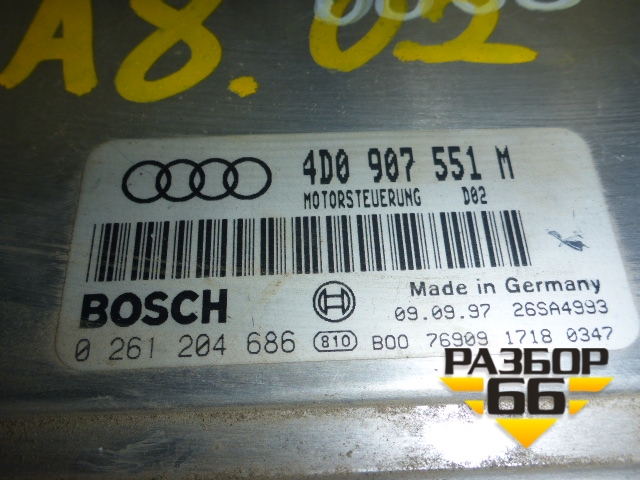 A8.02
4D0 907 551 M
MOTORSTEUERUNG D02
BOSCH
Made in Germany
09.09.97 26SA4993
0 261 204 686 810 B00 76909 1718 0347
РАЗБОР
66